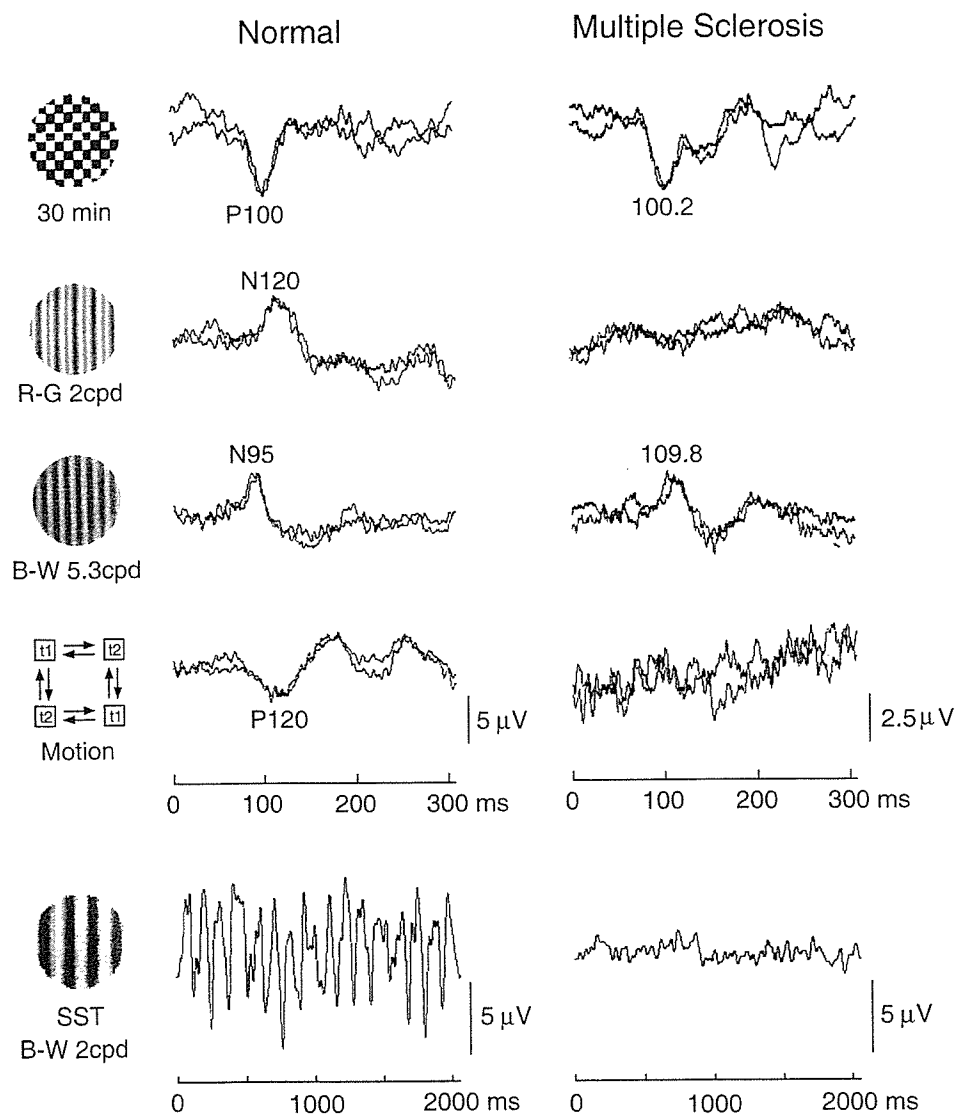 Normal
Multiple Sclerosis
30 min
P100
100.2
N120
R-G 2cpd
N95
109.8
B-W 5.3cpd
t1
t2
t2
t1
Motion
P120
5 μV
2.5 μV
0 100 200 300 ms
0 100 200 300 ms
SST
B-W 2cpd
5 μV
5 μV
0 1000 2000 ms
0 1000 2000 ms